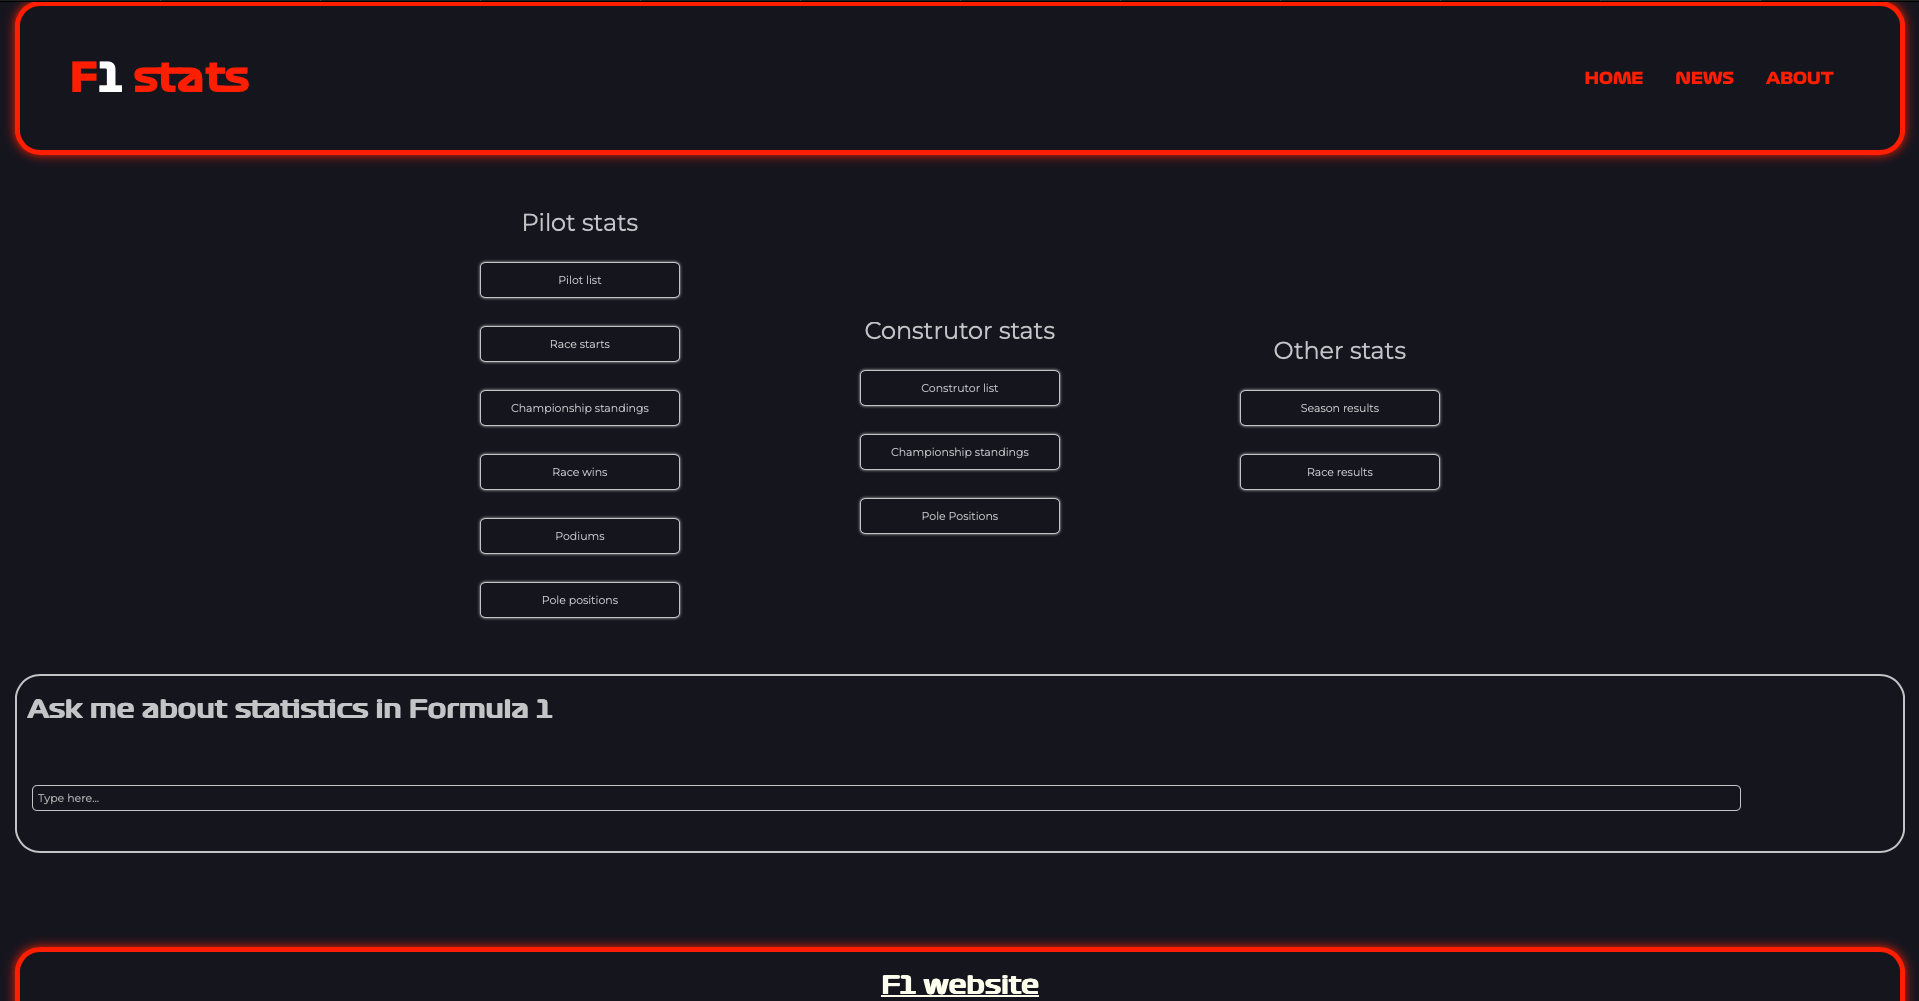 F1 stats
HOME NEWS ABOUT
Pilot stats
Pilot list
Race starts
Championship standings
Race wins
Podiums
Pole positions
Construtor stats
Construtor list
Championship standings
Pole Positions
Other stats
Season results
Race results
Ask me about statistics in Formula 1
Type here...
F1 website